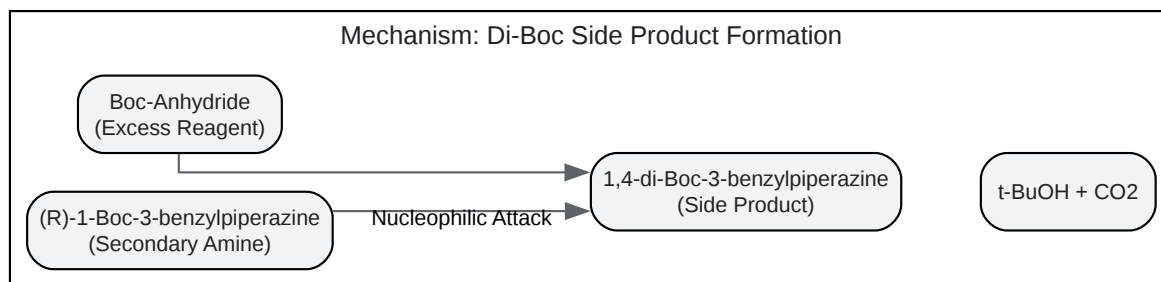 Mechanism: Di-Boc Side Product Formation
Boc-Anhydride
(Excess Reagent)
(R)-1-Boc-3-benzylpiperazine
(Secondary Amine)
Nucleophilic Attack
1,4-di-Boc-3-benzylpiperazine
(Side Product)
t-BuOH + CO2